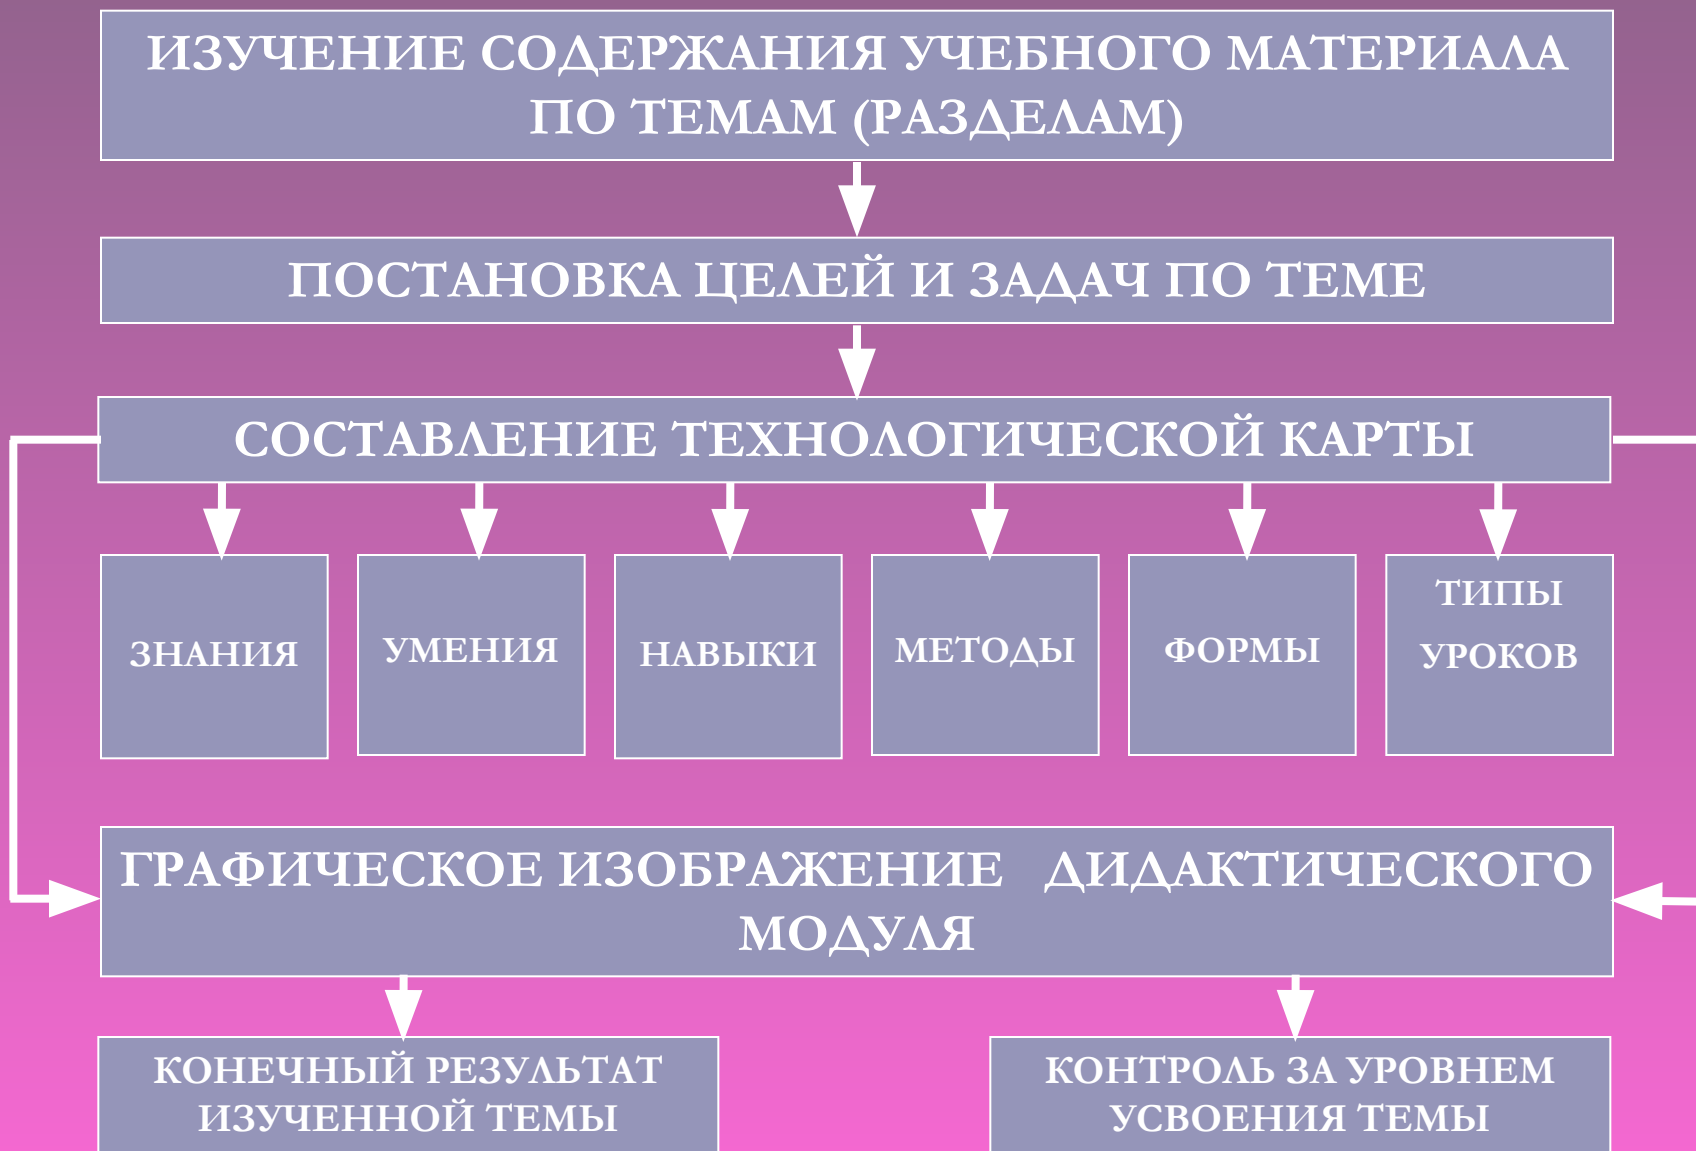 ИЗУЧЕНИЕ СОДЕРЖАНИЯ УЧЕБНОГО МАТЕРИАЛА
ПО ТЕМАМ (РАЗДЕЛАМ)
ПОСТАНОВКА ЦЕЛЕЙ И ЗАДАЧ ПО ТЕМЕ
СОСТАВЛЕНИЕ ТЕХНОЛОГИЧЕСКОЙ КАРТЫ
ЗНАНИЯ
УМЕНИЯ
НАВЫКИ
МЕТОДЫ
ФОРМЫ
ТИПЫ
УРОКОВ
ГРАФИЧЕСКОЕ ИЗОБРАЖЕНИЕ ДИДАКТИЧЕСКОГО
МОДУЛЯ
КОНЕЧНЫЙ РЕЗУЛЬТАТ
ИЗУЧЕННОЙ ТЕМЫ
КОНТРОЛЬ ЗА УРОВНЕМ
УСВОЕНИЯ ТЕМЫ